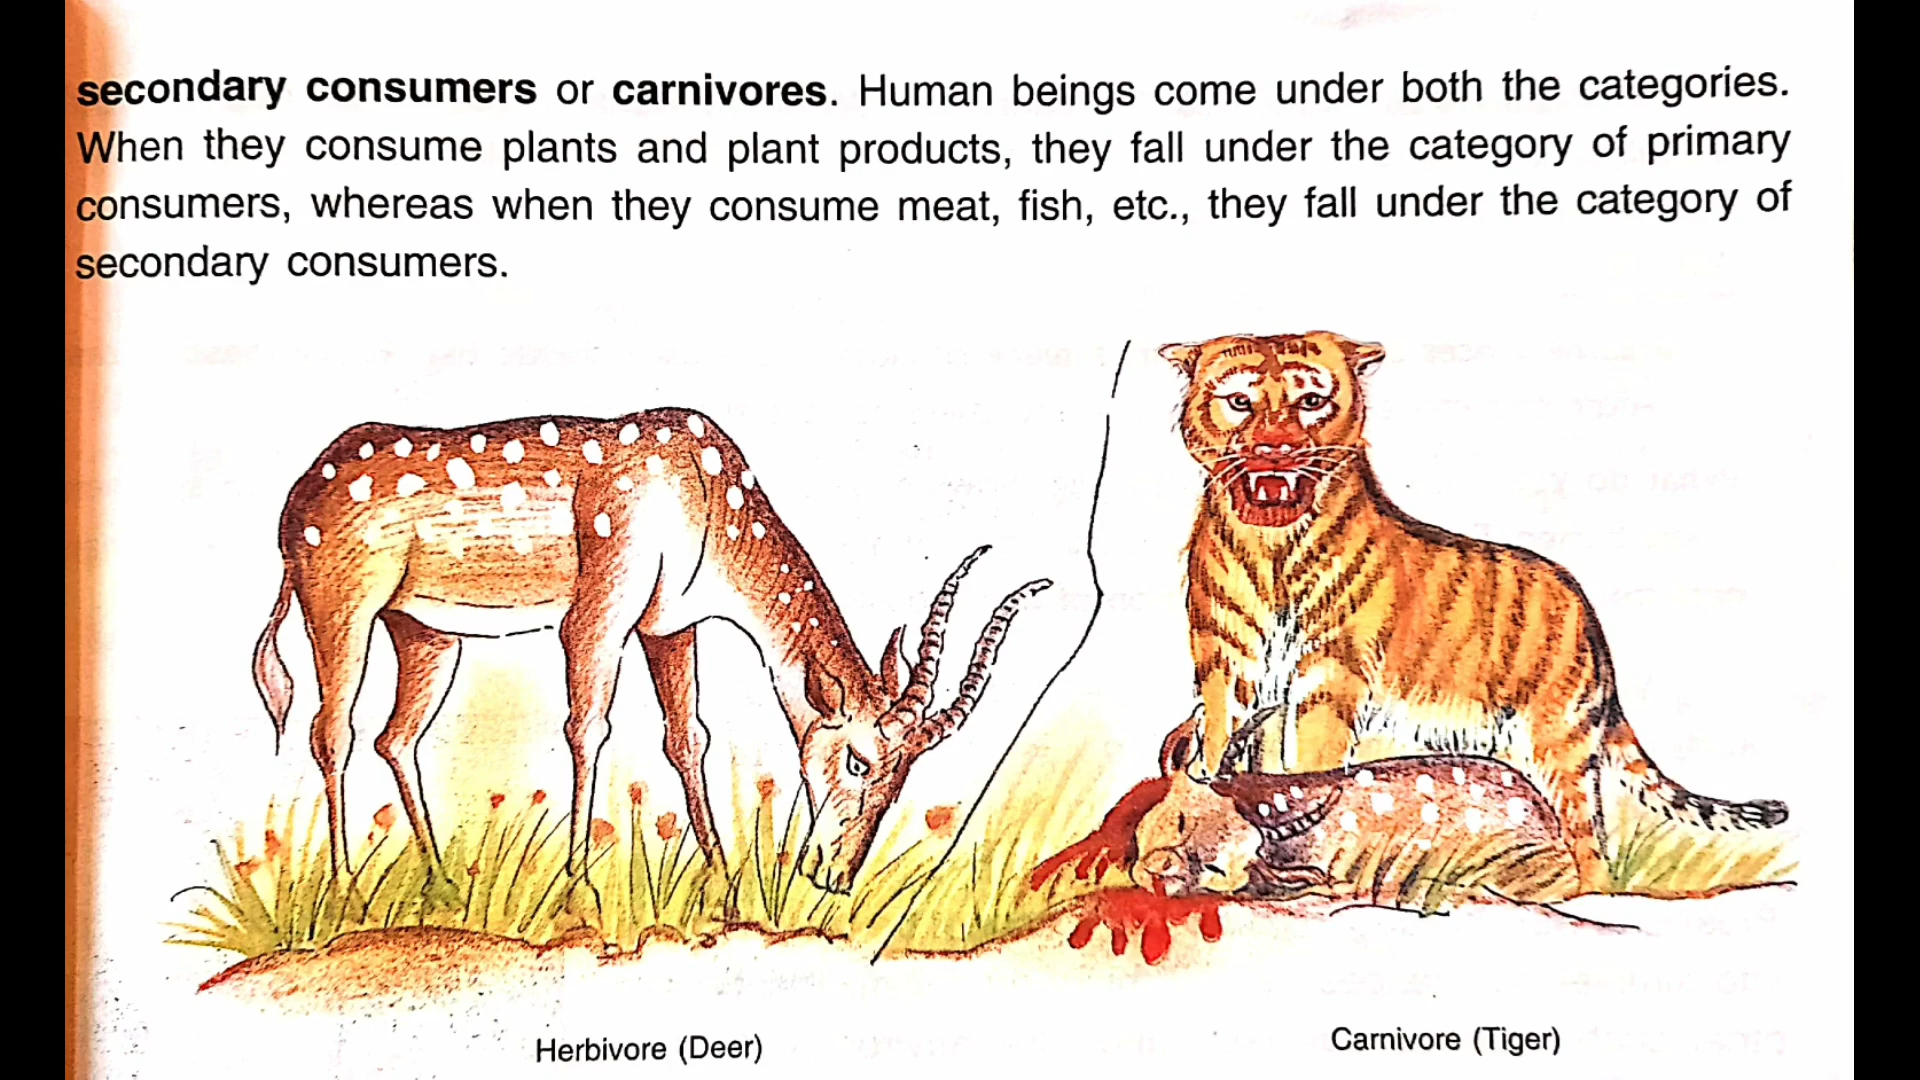 secondary consumers or carnivores. Human beings come under both the categories.
When they consume plants and plant products, they fall under the category of primary
consumers, whereas when they consume meat, fish, etc., they fall under the category of
secondary consumers.
Herbivore (Deer)
Carnivore (Tiger)